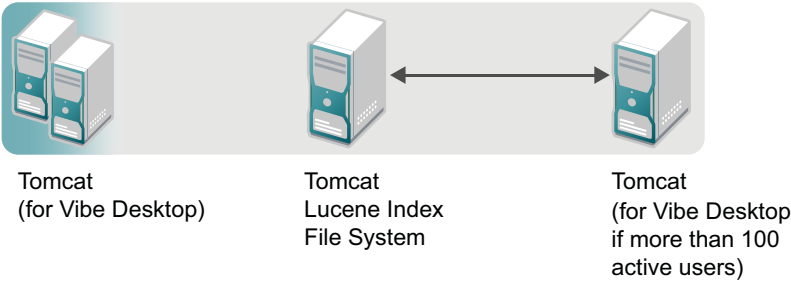 Tomcat
(for Vibe Desktop)
Tomcat
Lucene Index
File System
Tomcat
(for Vibe Desktop
if more than 100
active users)